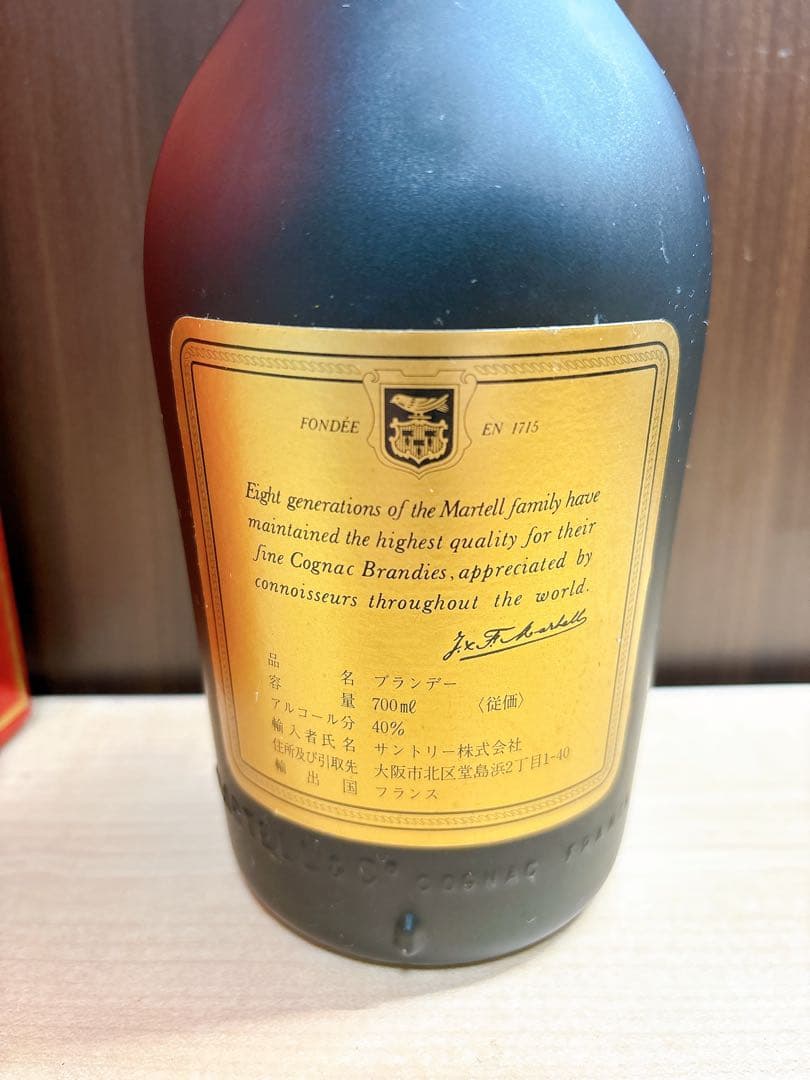 FONDÉE EN 1715
Eight generations of the Martell family have
maintained the highest quality for their
fine Cognac Brandies, appreciated by
connoisseurs throughout the world.
J. & F. Martell
品名 ブランデー
容量 700ml 〈従価〉
アルコール分 40%
輸入者氏名 サントリー株式会社
住所及び引取先 大阪市北区堂島浜2丁目1-40
輸出国 フランス
MARTELL & Cº COGNAC FRAN